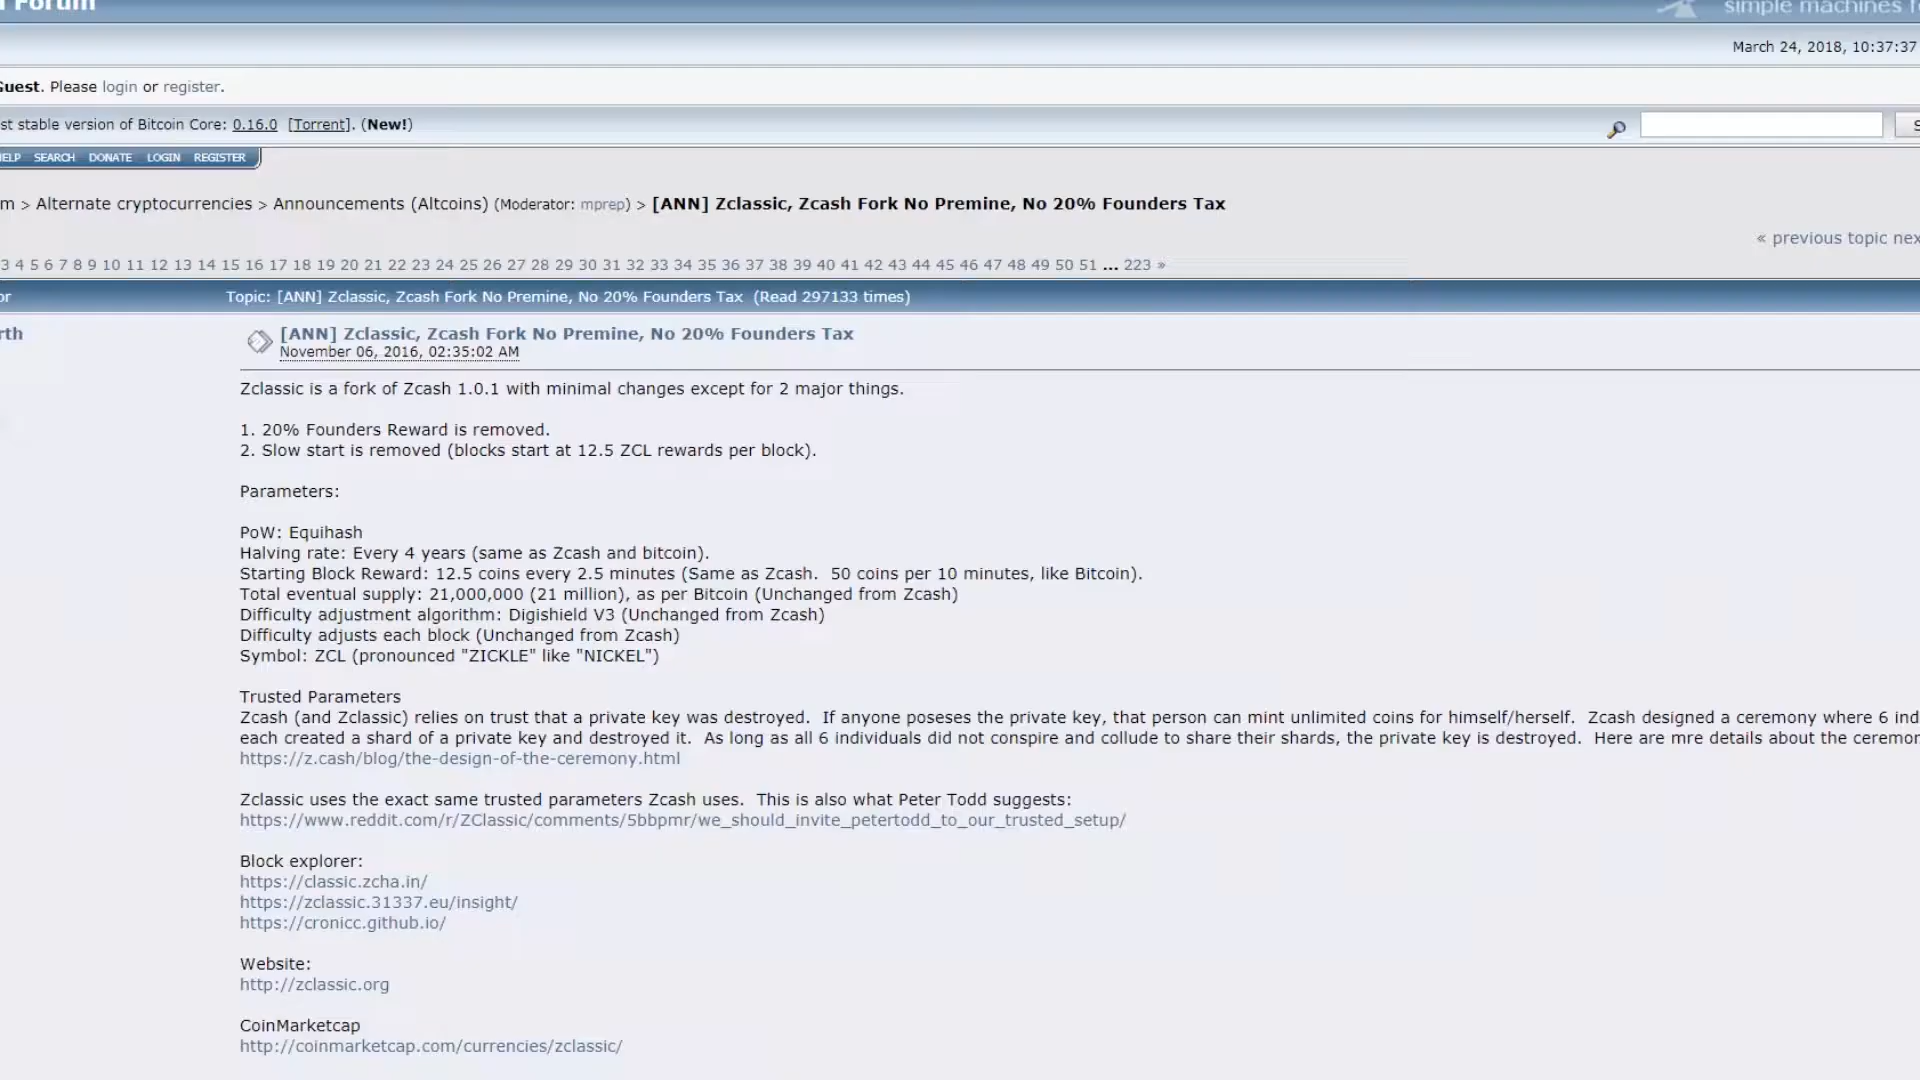 Forum
simple machines
March 24, 2018, 10:37:37
Guest. Please login or register.
st stable version of Bitcoin Core: 0.16.0 [Torrent]. (New!)
HELP SEARCH DONATE LOGIN REGISTER
m > Alternate cryptocurrencies > Announcements (Altcoins) (Moderator: mprep) > [ANN] Zclassic, Zcash Fork No Premine, No 20% Founders Tax
« previous topic nex
3 4 5 6 7 8 9 10 11 12 13 14 15 16 17 18 19 20 21 22 23 24 25 26 27 28 29 30 31 32 33 34 35 36 37 38 39 40 41 42 43 44 45 46 47 48 49 50 51 ... 223 »
or
Topic: [ANN] Zclassic, Zcash Fork No Premine, No 20% Founders Tax (Read 297133 times)
rth
[ANN] Zclassic, Zcash Fork No Premine, No 20% Founders Tax
November 06, 2016, 02:35:02 AM
Zclassic is a fork of Zcash 1.0.1 with minimal changes except for 2 major things.
1. 20% Founders Reward is removed.
2. Slow start is removed (blocks start at 12.5 ZCL rewards per block).
Parameters:
PoW: Equihash
Halving rate: Every 4 years (same as Zcash and bitcoin).
Starting Block Reward: 12.5 coins every 2.5 minutes (Same as Zcash.  50 coins per 10 minutes, like Bitcoin).
Total eventual supply: 21,000,000 (21 million), as per Bitcoin (Unchanged from Zcash)
Difficulty adjustment algorithm: Digishield V3 (Unchanged from Zcash)
Difficulty adjusts each block (Unchanged from Zcash)
Symbol: ZCL (pronounced "ZICKLE" like "NICKEL")
Trusted Parameters
Zcash (and Zclassic) relies on trust that a private key was destroyed.  If anyone poseses the private key, that person can mint unlimited coins for himself/herself.  Zcash designed a ceremony where 6 ind
each created a shard of a private key and destroyed it.  As long as all 6 individuals did not conspire and collude to share their shards, the private key is destroyed.  Here are mre details about the ceremon
https://z.cash/blog/the-design-of-the-ceremony.html
Zclassic uses the exact same trusted parameters Zcash uses.  This is also what Peter Todd suggests:
https://www.reddit.com/r/ZClassic/comments/5bbpmr/we_should_invite_petertodd_to_our_trusted_setup/
Block explorer:
https://classic.zcha.in/
https://zclassic.31337.eu/insight/
https://cronicc.github.io/
Website:
http://zclassic.org
CoinMarketcap
http://coinmarketcap.com/currencies/zclassic/